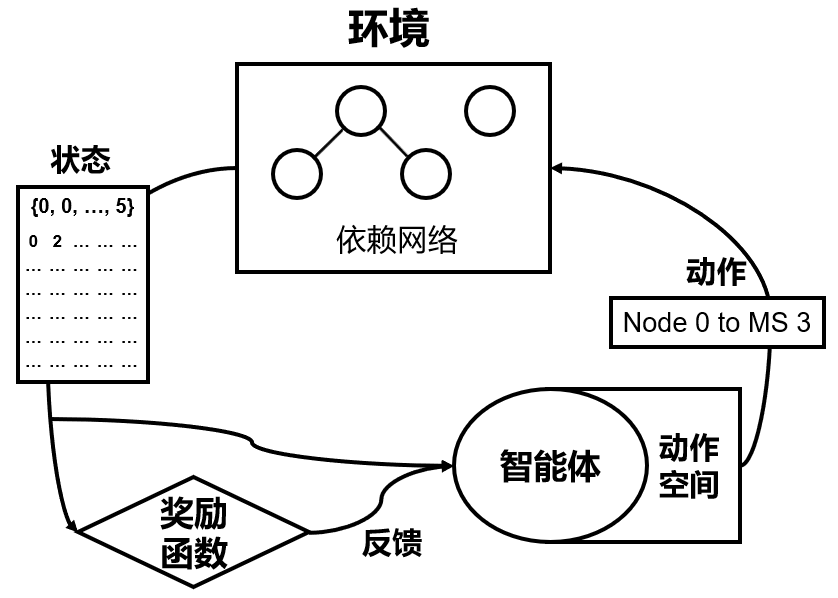 环境
状态
{0, 0, …, 5}
0 2 … … …
… … … … …
… … … … …
… … … … …
… … … … …
… … … … …
依赖网络
动作
Node 0 to MS 3
智能体
动作
空间
奖励
函数
反馈